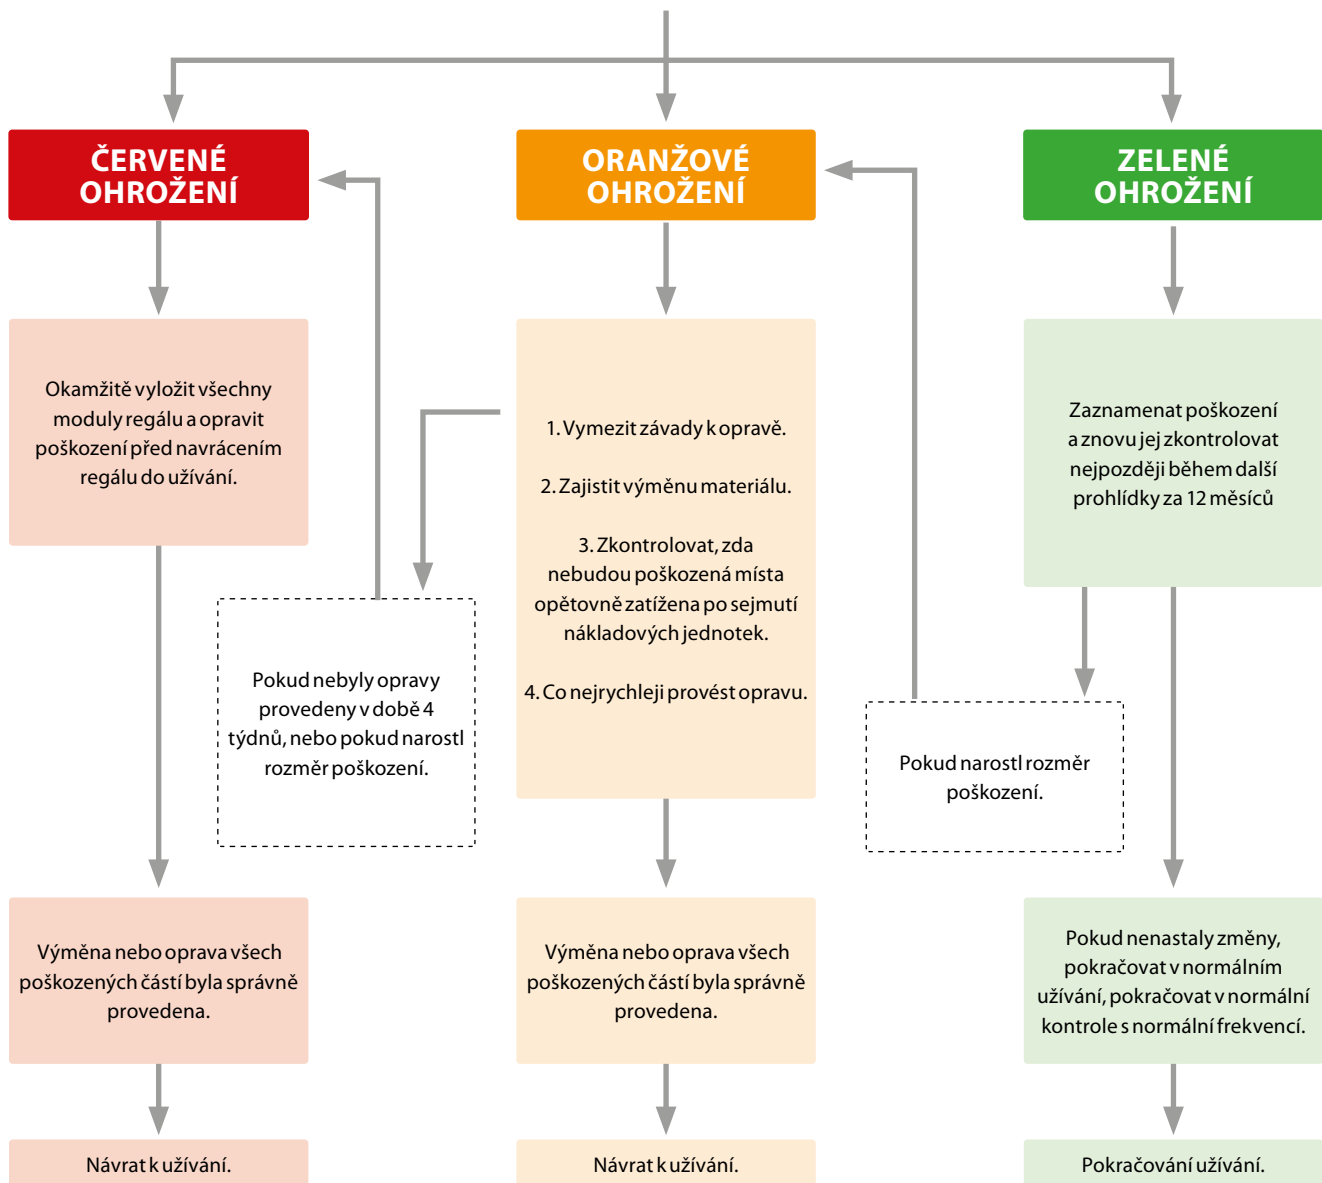 ČERVENÉ
OHROŽENÍ
ORANŽOVÉ
OHROŽENÍ
ZELENÉ
OHROŽENÍ
Okamžitě vyložit všechny
moduly regálu a opravit
poškození před navrácením
regálu do užívání.
1. Vymezit závady k opravě.
2. Zajistit výměnu materiálu.
3. Zkontrolovat, zda
nebudou poškozená místa
opětovně zatížena po sejmutí
nákladových jednotek.
4. Co nejrychleji provést opravu.
Zaznamenat poškození
a znovu jej zkontrolovat
nejpozději během další
prohlídky za 12 měsíců
Pokud nebyly opravy
provedeny v době 4
týdnů, nebo pokud narostl
rozměr poškození.
Pokud narostl rozměr
poškození.
Výměna nebo oprava všech
poškozených částí byla správně
provedena.
Výměna nebo oprava všech
poškozených částí byla správně
provedena.
Pokud nenastaly změny,
pokračovat v normálním
užívání, pokračovat v normální
kontrole s normální frekvencí.
Návrat k užívání.
Návrat k užívání.
Pokračování užívání.